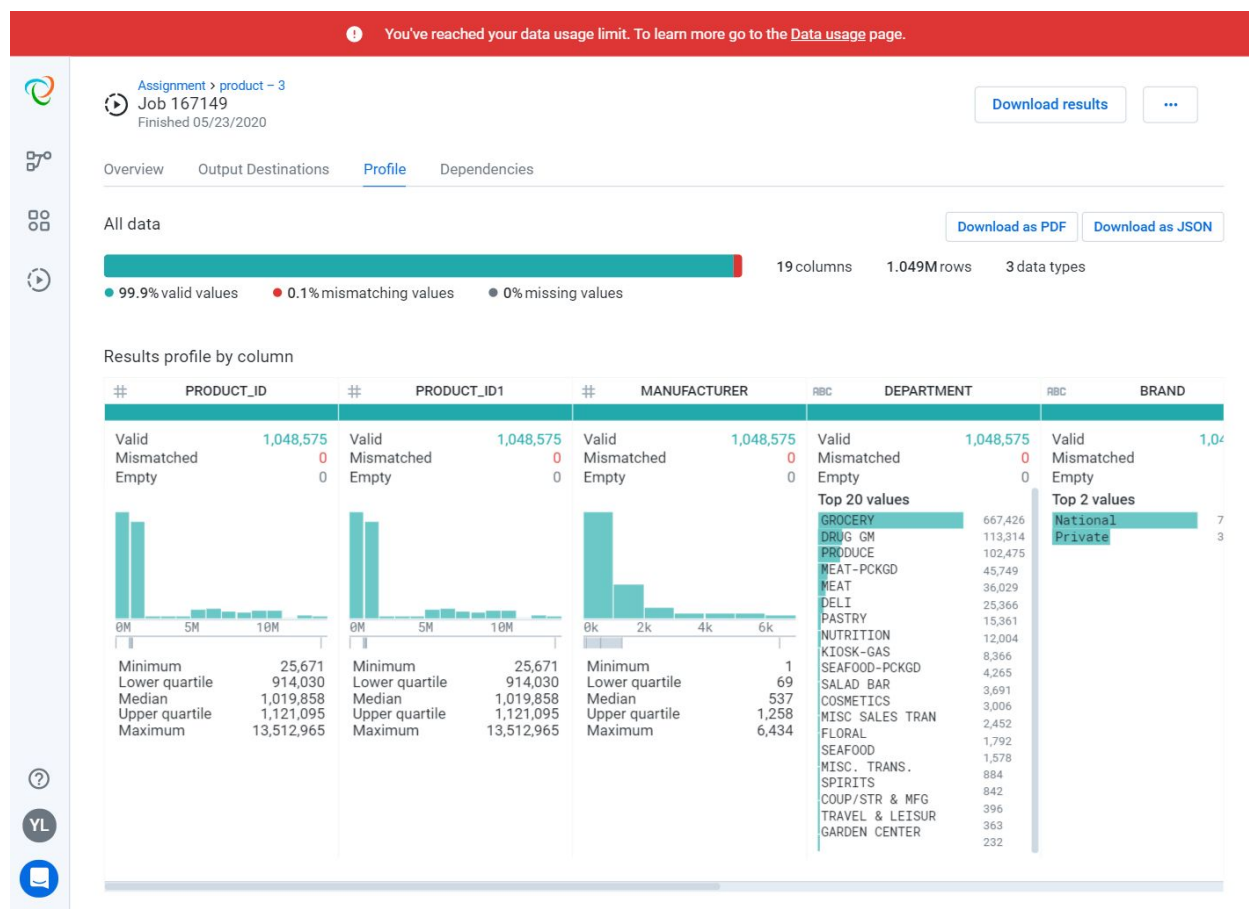 You've reached your data usage limit. To learn more go to the Data usage page.
Assignment > product – 3
Job 167149
Finished 05/23/2020
Download results
...
Overview Output Destinations Profile Dependencies
All data
Download as PDF Download as JSON
19 columns 1.049M rows 3 data types
99.9% valid values 0.1% mismatching values 0% missing values
Results profile by column
# PRODUCT_ID
Valid 1,048,575
Mismatched 0
Empty 0
0M 5M 10M
Minimum 25,671
Lower quartile 914,030
Median 1,019,858
Upper quartile 1,121,095
Maximum 13,512,965
# PRODUCT_ID1
Valid 1,048,575
Mismatched 0
Empty 0
0M 5M 10M
Minimum 25,671
Lower quartile 914,030
Median 1,019,858
Upper quartile 1,121,095
Maximum 13,512,965
# MANUFACTURER
Valid 1,048,575
Mismatched 0
Empty 0
0k 2k 4k 6k
Minimum 1
Lower quartile 69
Median 537
Upper quartile 1,258
Maximum 6,434
ABC DEPARTMENT
Valid 1,048,575
Mismatched 0
Empty 0
Top 20 values
GROCERY 667,426
DRUG GM 113,314
PRODUCE 102,475
MEAT-PCKGD 45,749
MEAT 36,029
DELI 25,366
PASTRY 15,361
NUTRITION 12,004
KIOSK-GAS 8,366
SEAFOOD-PCKGD 4,265
SALAD BAR 3,691
COSMETICS 3,006
MISC SALES TRAN 2,452
FLORAL 1,792
SEAFOOD 1,578
MISC. TRANS. 884
SPIRITS 842
COUP/STR & MFG 396
TRAVEL & LEISUR 363
GARDEN CENTER 232
ABC BRAND
Valid 1,04
Mismatched
Empty
Top 2 values
National 7
Private 3
YL